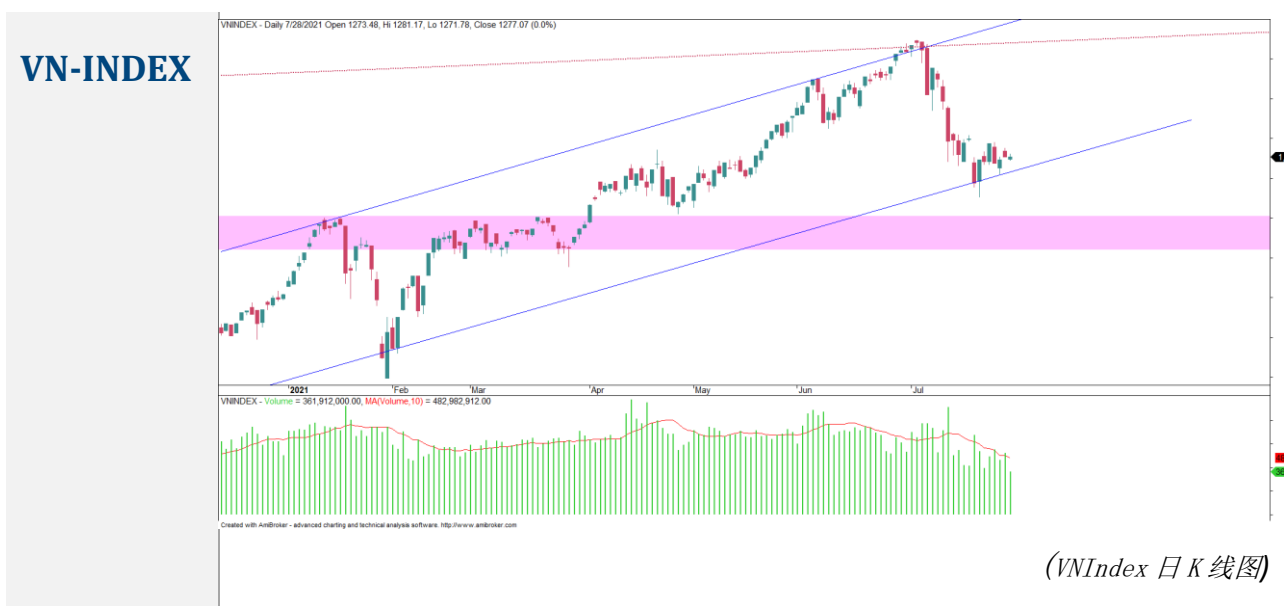 VN-INDEX
VNINDEX - Daily 7/28/2021 Open 1273.48, Hi 1281.17, Lo 1271.78, Close 1277.07 (0.0%)
2021 Feb Mar Apr May Jun Jul
VNINDEX - Volume = 361,912,000.00, MA(Volume,10) = 482,982,912.00
Created with AmiBroker - advanced charting and technical analysis software. http://www.amibroker.com
(VNIndex 日 K 线图)